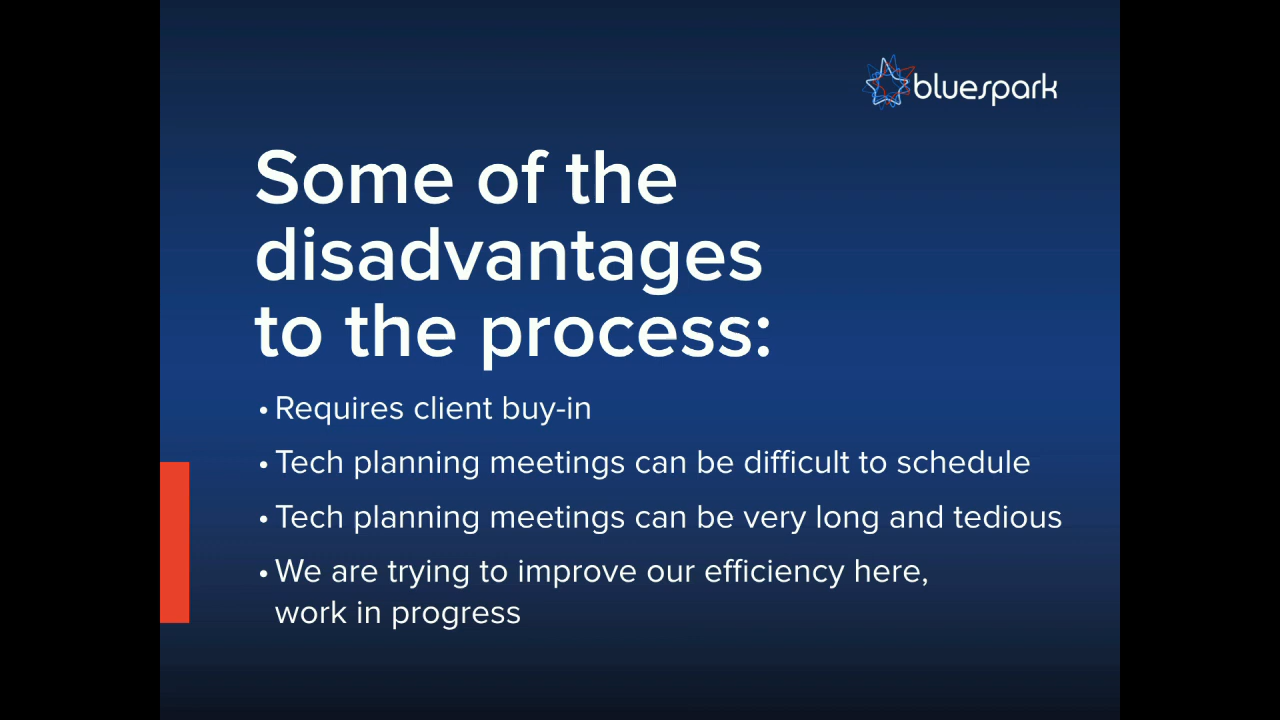 bluespark
Some of the
disadvantages
to the process:
• Requires client buy-in
• Tech planning meetings can be difficult to schedule
• Tech planning meetings can be very long and tedious
• We are trying to improve our efficiency here,
work in progress